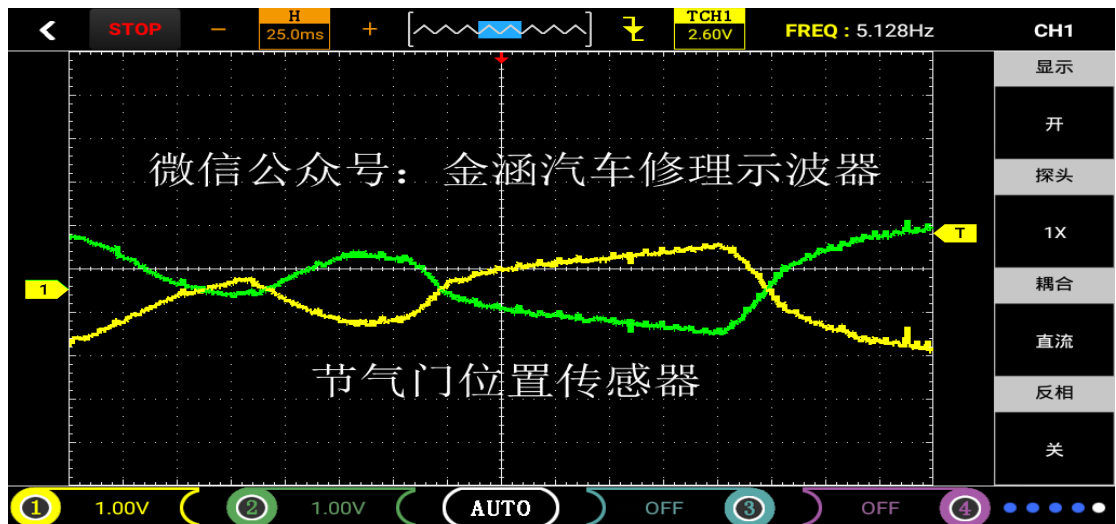 STOP
H
25.0ms
TCH1
2.60V
FREQ : 5.128Hz
CH1
显示
开
探头
1X
耦合
直流
反相
关
微信公众号：金涵汽车修理示波器
T
1
节气门位置传感器
1 1.00V
2 1.00V
AUTO
OFF 3
OFF 4